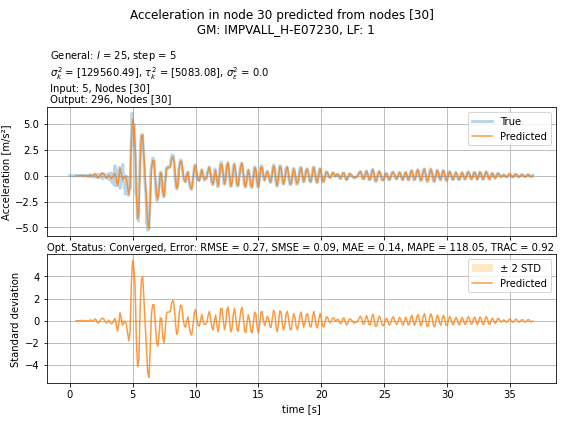 Acceleration in node 30 predicted from nodes [30]
GM: IMPVALL_H-E07230, LF: 1
General: l = 25, step = 5
σ²ₖ = [129560.49], τ²ₖ = [5083.08], σ²ε = 0.0
Input: 5, Nodes [30]
Output: 296, Nodes [30]
Acceleration [m/s²]
5.0
2.5
0.0
−2.5
−5.0
True
Predicted
Opt. Status: Converged, Error: RMSE = 0.27, SMSE = 0.09, MAE = 0.14, MAPE = 118.05, TRAC = 0.92
Standard deviation
4
2
0
−2
−4
± 2 STD
Predicted
0 5 10 15 20 25 30 35
time [s]